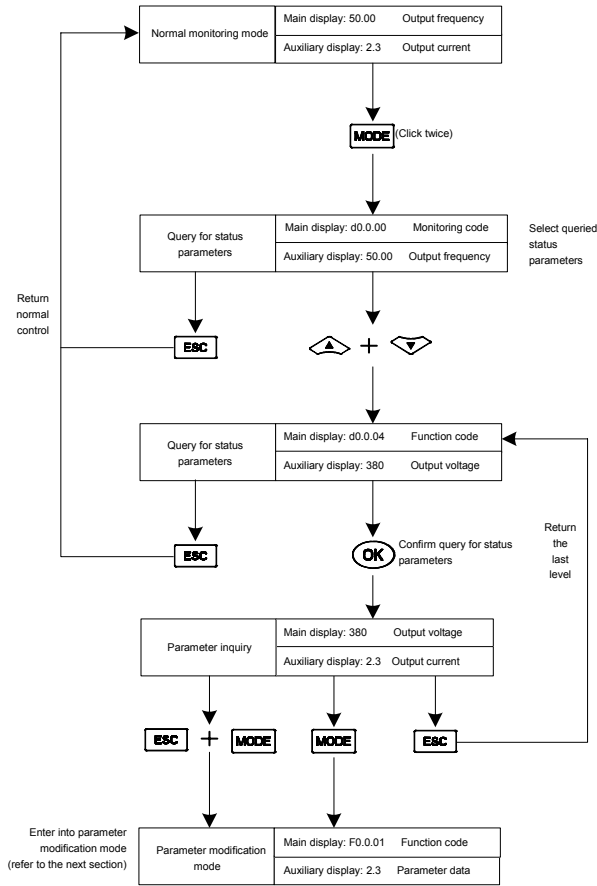 Normal monitoring mode
Main display: 50.00 Output frequency
Auxiliary display: 2.3 Output current
MODE (Click twice)
Query for status
parameters
Main display: d0.0.00 Monitoring code
Auxiliary display: 50.00 Output frequency
Select queried
status
parameters
Return
normal
control
ESC
+
Query for status
parameters
Main display: d0.0.04 Function code
Auxiliary display: 380 Output voltage
ESC
OK
Confirm query for status
parameters
Return
the
last
level
Parameter inquiry
Main display: 380 Output voltage
Auxiliary display: 2.3 Output current
ESC + MODE
MODE
ESC
Enter into parameter
modification mode
(refer to the next section)
Parameter modification
mode
Main display: F0.0.01 Function code
Auxiliary display: 2.3 Parameter data